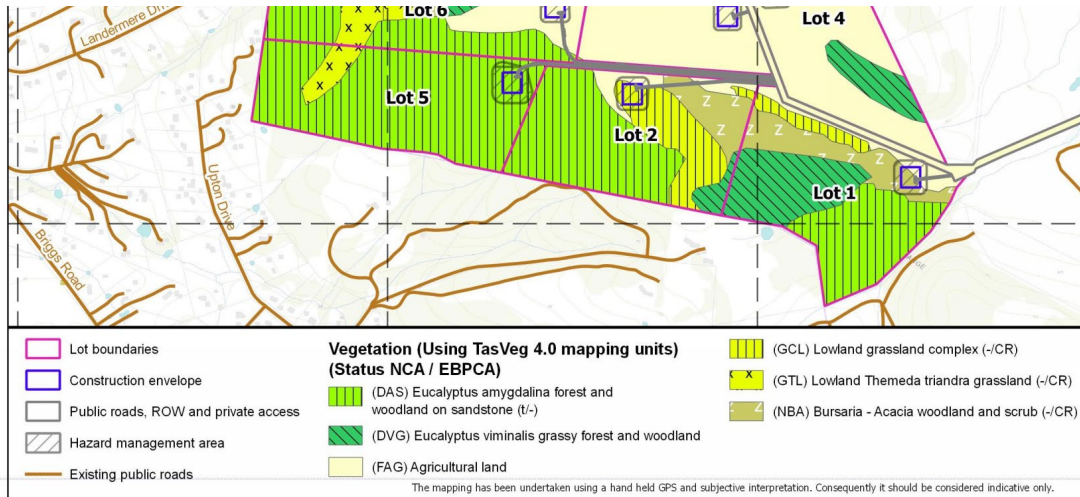 Landermere Drive
Lot 6
Lot 4
Lot 5
Lot 2
Lot 1
Upton Drive
Briggs Road
Lot boundaries
Construction envelope
Public roads, ROW and private access
Hazard management area
Existing public roads
Vegetation (Using TasVeg 4.0 mapping units)
(Status NCA / EBPCA)
(DAS) Eucalyptus amygdalina forest and
woodland on sandstone (t/-)
(DVG) Eucalyptus viminalis grassy forest and woodland
(FAG) Agricultural land
(GCL) Lowland grassland complex (-/CR)
(GTL) Lowland Themeda triandra grassland (-/CR)
(NBA) Bursaria - Acacia woodland and scrub (-/CR)
The mapping has been undertaken using a hand held GPS and subjective interpretation. Consequently it should be considered indicative only.